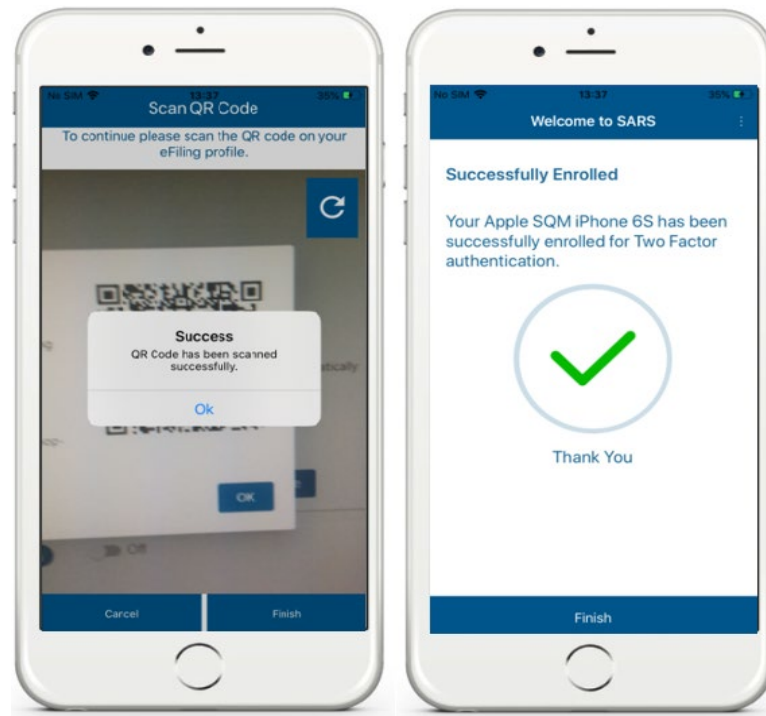 No SIM 13:37 35%
Scan QR Code
To continue please scan the QR code on your
eFiling profile.
Success
QR Code has been scanned
successfully.
atically
Ok
OK
Off
Cancel Finish
No SIM 13:37 35%
Welcome to SARS
Successfully Enrolled
Your Apple SQM iPhone 6S has been
successfully enrolled for Two Factor
authentication.
Thank You
Finish